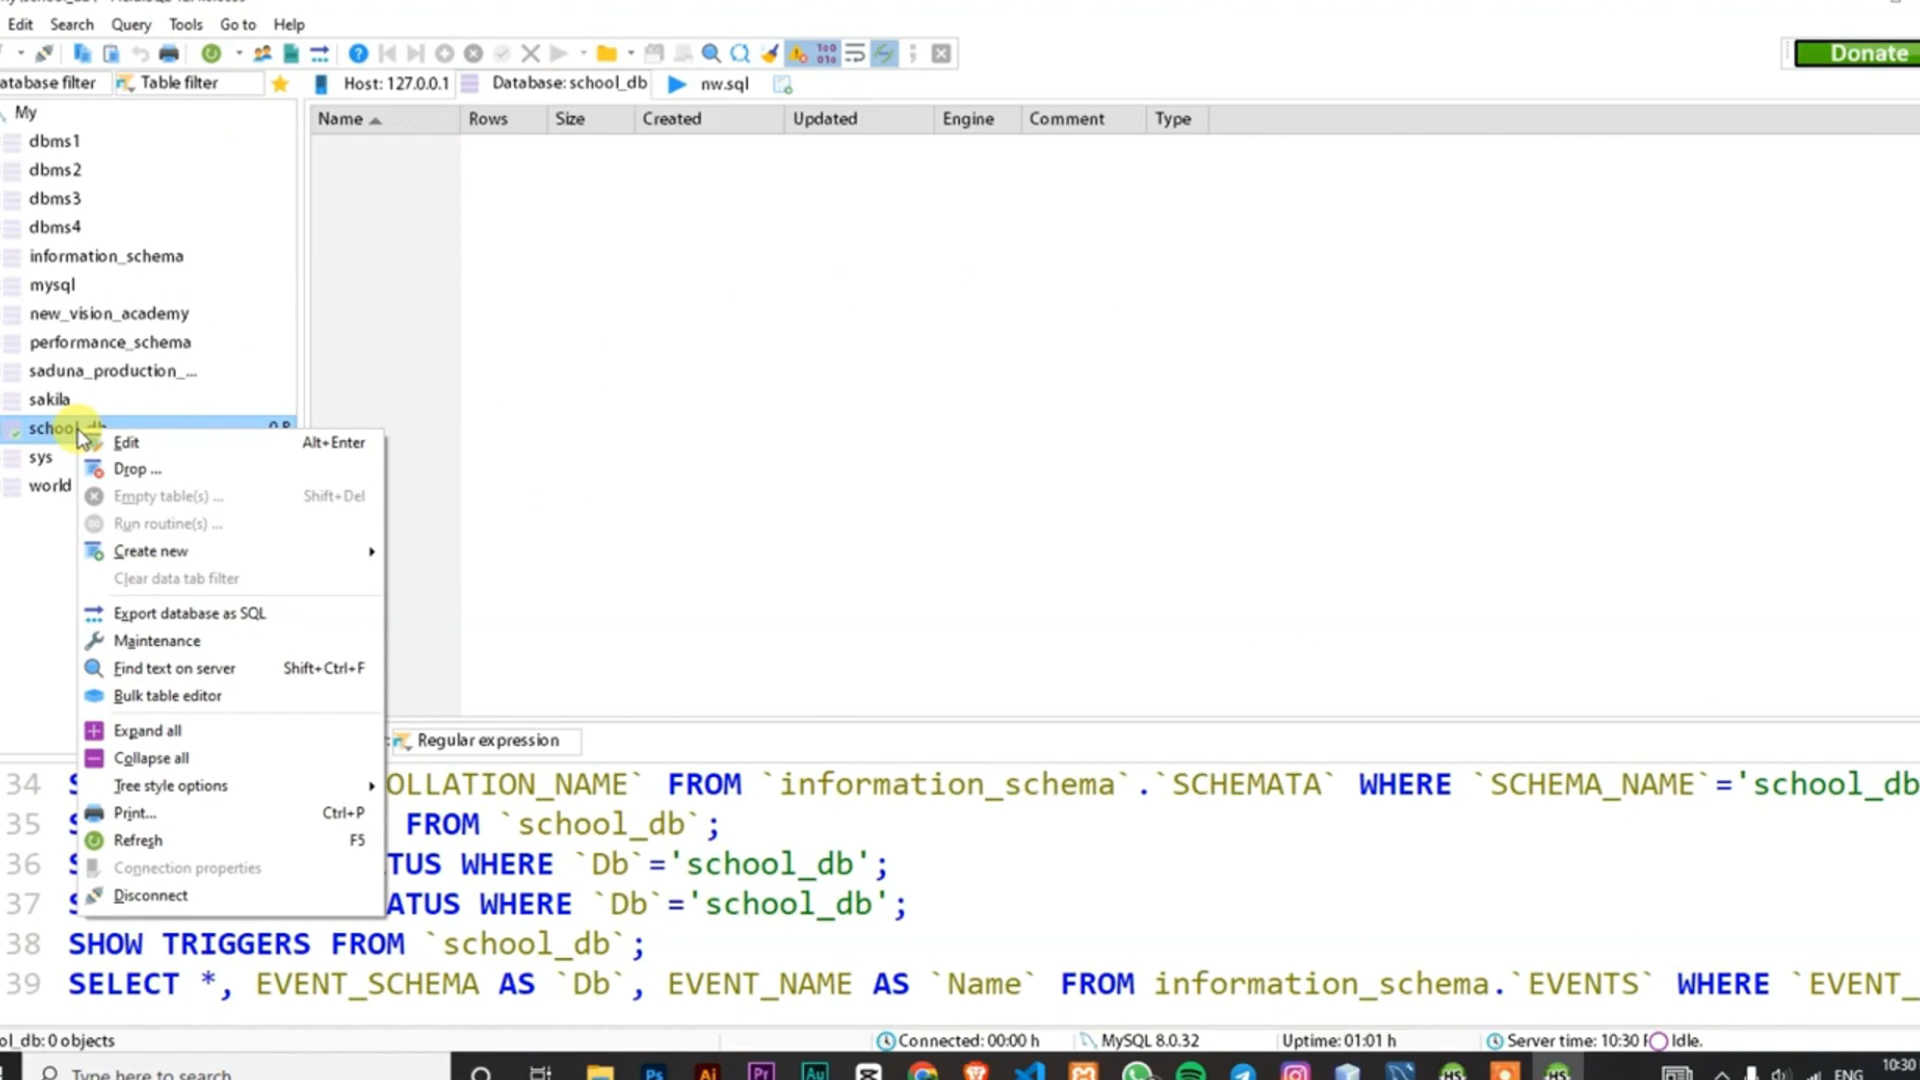 Edit Search Query Tools Go to Help
Donate
atabase filter Table filter Host: 127.0.0.1 Database: school_db nw.sql
Name Rows Size Created Updated Engine Comment Type
My
dbms1
dbms2
dbms3
dbms4
information_schema
mysql
new_vision_academy
performance_schema
saduna_production_...
sakila
school_db 0 B
sys
world
Edit Alt+Enter
Drop ...
Empty table(s) ... Shift+Del
Run routine(s) ...
Create new
Clear data tab filter
Export database as SQL
Maintenance
Find text on server Shift+Ctrl+F
Bulk table editor
Expand all
Collapse all
Tree style options
Print... Ctrl+P
Refresh F5
Connection properties
Disconnect
Regular expression
34 S OLLATION_NAME` FROM `information_schema`.`SCHEMATA` WHERE `SCHEMA_NAME`='school_db
35 S FROM `school_db`;
36 S TUS WHERE `Db`='school_db';
37 S ATUS WHERE `Db`='school_db';
38 SHOW TRIGGERS FROM `school_db`;
39 SELECT *, EVENT_SCHEMA AS `Db`, EVENT_NAME AS `Name` FROM information_schema.`EVENTS` WHERE `EVENT_
ol_db: 0 objects Connected: 00:00 h MySQL 8.0.32 Uptime: 01:01 h Server time: 10:30 Idle.
Type here to search Ps Ai Pr Au HS HS ENG 10:30